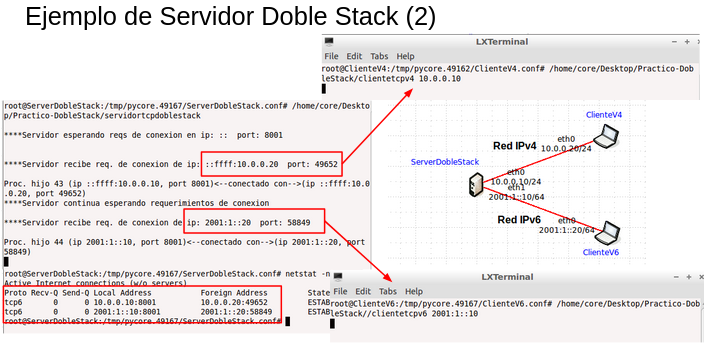 Ejemplo de Servidor Doble Stack (2)
LXTerminal
File Edit Tabs Help
root@ClienteV4:/tmp/pycore.49162/ClienteV4.conf# /home/core/Desktop/Practico-Dob
leStack/clientetcpv4 10.0.0.10
root@ServerDobleStack:/tmp/pycore.49167/ServerDobleStack.conf# /home/core/Deskto
p/Practico-DobleStack/servidortcpdoblestack
****Servidor esperando reqs de conexion en ip: :: port: 8001
****Servidor recibe req. de conexion de ip: ::ffff:10.0.0.20 port: 49652
Proc. hijo 43 (ip ::ffff:10.0.0.10, port 8001)<--conectado con-->(ip ::ffff:10.0
.0.20, port 49652)
****Servidor continua esperando requerimientos de conexion
****Servidor recibe req. de conexion de ip: 2001:1::20 port: 58849
Proc. hijo 44 (ip 2001:1::10, port 8001)<--conectado con-->(ip 2001:1::20, port
58849)
ClienteV4
eth0
10.0.0.20/24
Red IPv4
ServerDobleStack
eth0
10.0.0.10/24
eth1
2001:1::10/64
Red IPv6
eth0
2001:1::20/64
ClienteV6
root@ServerDobleStack:/tmp/pycore.49167/ServerDobleStack.conf# netstat -n
Active Internet connections (w/o servers)
Proto Recv-Q Send-Q Local Address Foreign Address State
tcp6 0 0 10.0.0.10:8001 10.0.0.20:49652 ESTAB
tcp6 0 0 2001:1::10:8001 2001:1::20:58849 ESTAB
root@ServerDobleStack:/tmp/pycore.49167/ServerDobleStack.conf#
LXTerminal
File Edit Tabs Help
root@ClienteV6:/tmp/pycore.49167/ClienteV6.conf# /home/core/Desktop/Practico-Dob
leStack//clientetcpv6 2001:1::10